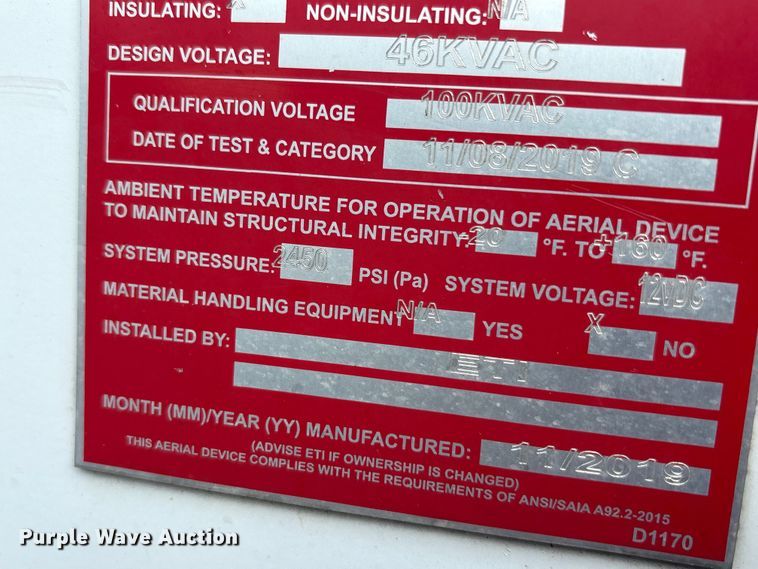 INSULATING: X NON-INSULATING: N/A
DESIGN VOLTAGE: 46KVAC
QUALIFICATION VOLTAGE 100KVAC
DATE OF TEST & CATEGORY 11/08/2019 C
AMBIENT TEMPERATURE FOR OPERATION OF AERIAL DEVICE
TO MAINTAIN STRUCTURAL INTEGRITY: -20 °F. TO +160 °F.
SYSTEM PRESSURE: 2450 PSI (Pa) SYSTEM VOLTAGE: 12VDC
MATERIAL HANDLING EQUIPMENT N/A YES X NO
INSTALLED BY: ETI
MONTH (MM)/YEAR (YY) MANUFACTURED: 11/2019
(ADVISE ETI IF OWNERSHIP IS CHANGED)
THIS AERIAL DEVICE COMPLIES WITH THE REQUIREMENTS OF ANSI/SAIA A92.2-2015
D1170
Purple Wave Auction